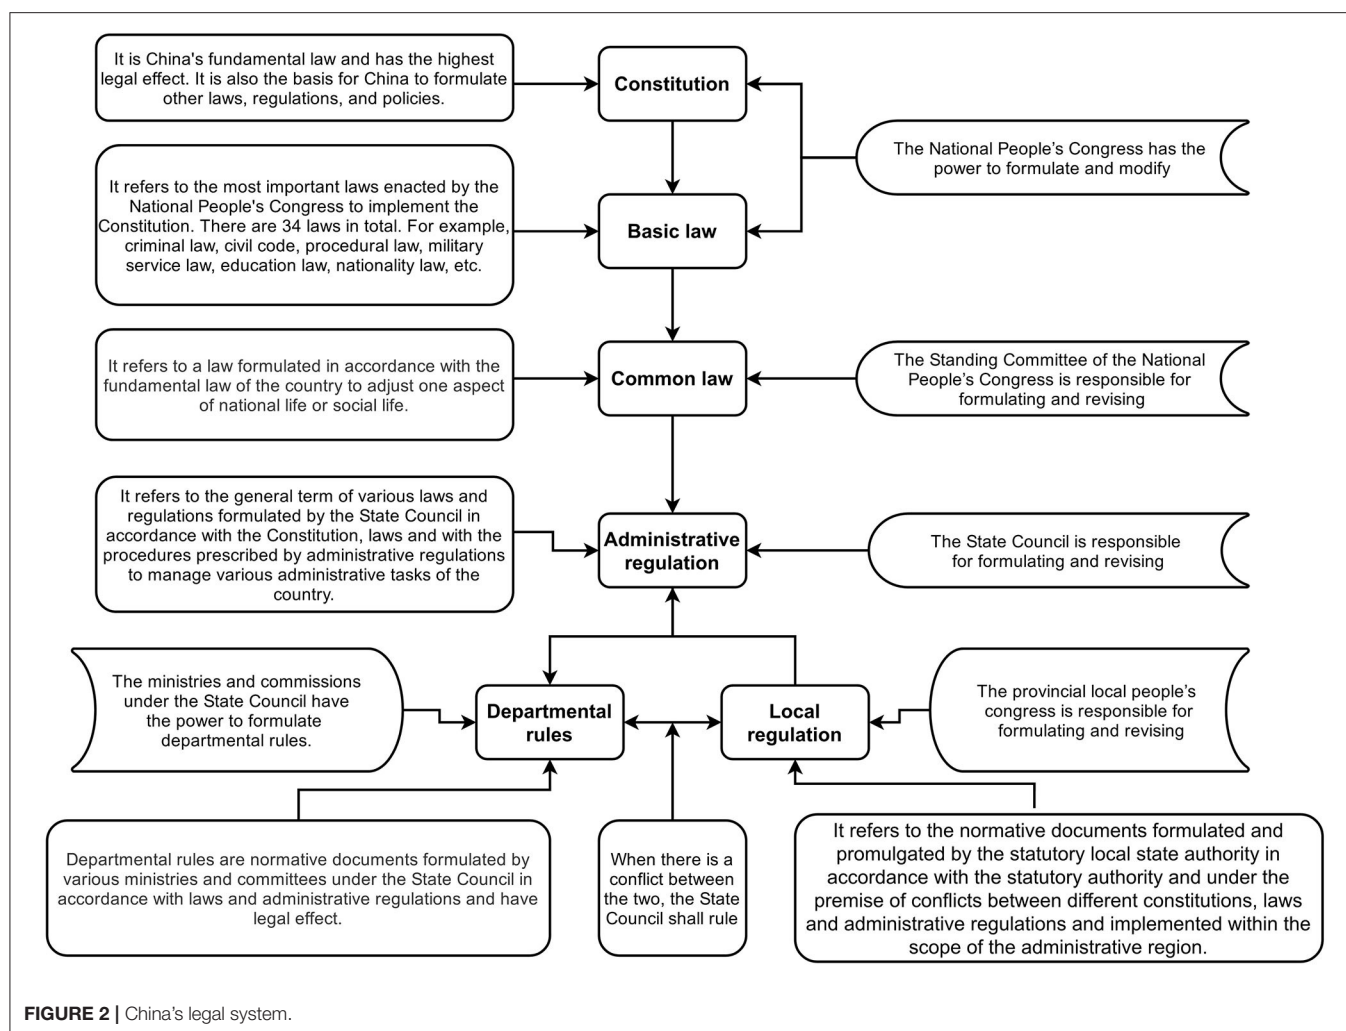 It is China's fundamental law and has the highest
legal effect. It is also the basis for China to formulate
other laws, regulations, and policies.
Constitution
The National People's Congress has the
power to formulate and modify
It refers to the most important laws enacted by the
National People's Congress to implement the
Constitution. There are 34 laws in total. For example,
criminal law, civil code, procedural law, military
service law, education law, nationality law, etc.
Basic law
It refers to a law formulated in accordance with the
fundamental law of the country to adjust one aspect
of national life or social life.
Common law
The Standing Committee of the National
People's Congress is responsible for
formulating and revising
It refers to the general term of various laws and
regulations formulated by the State Council in
accordance with the Constitution, laws and with the
procedures prescribed by administrative regulations
to manage various administrative tasks of the
country.
Administrative
regulation
The State Council is responsible
for formulating and revising
The ministries and commissions
under the State Council have
the power to formulate
departmental rules.
Departmental
rules
Local
regulation
The provincial local people's
congress is responsible for
formulating and revising
Departmental rules are normative documents formulated by
various ministries and committees under the State Council in
accordance with laws and administrative regulations and have
legal effect.
When there is a
conflict between
the two, the State
Council shall rule
It refers to the normative documents formulated and
promulgated by the statutory local state authority in
accordance with the statutory authority and under the
premise of conflicts between different constitutions, laws
and administrative regulations and implemented within the
scope of the administrative region.
FIGURE 2 | China's legal system.